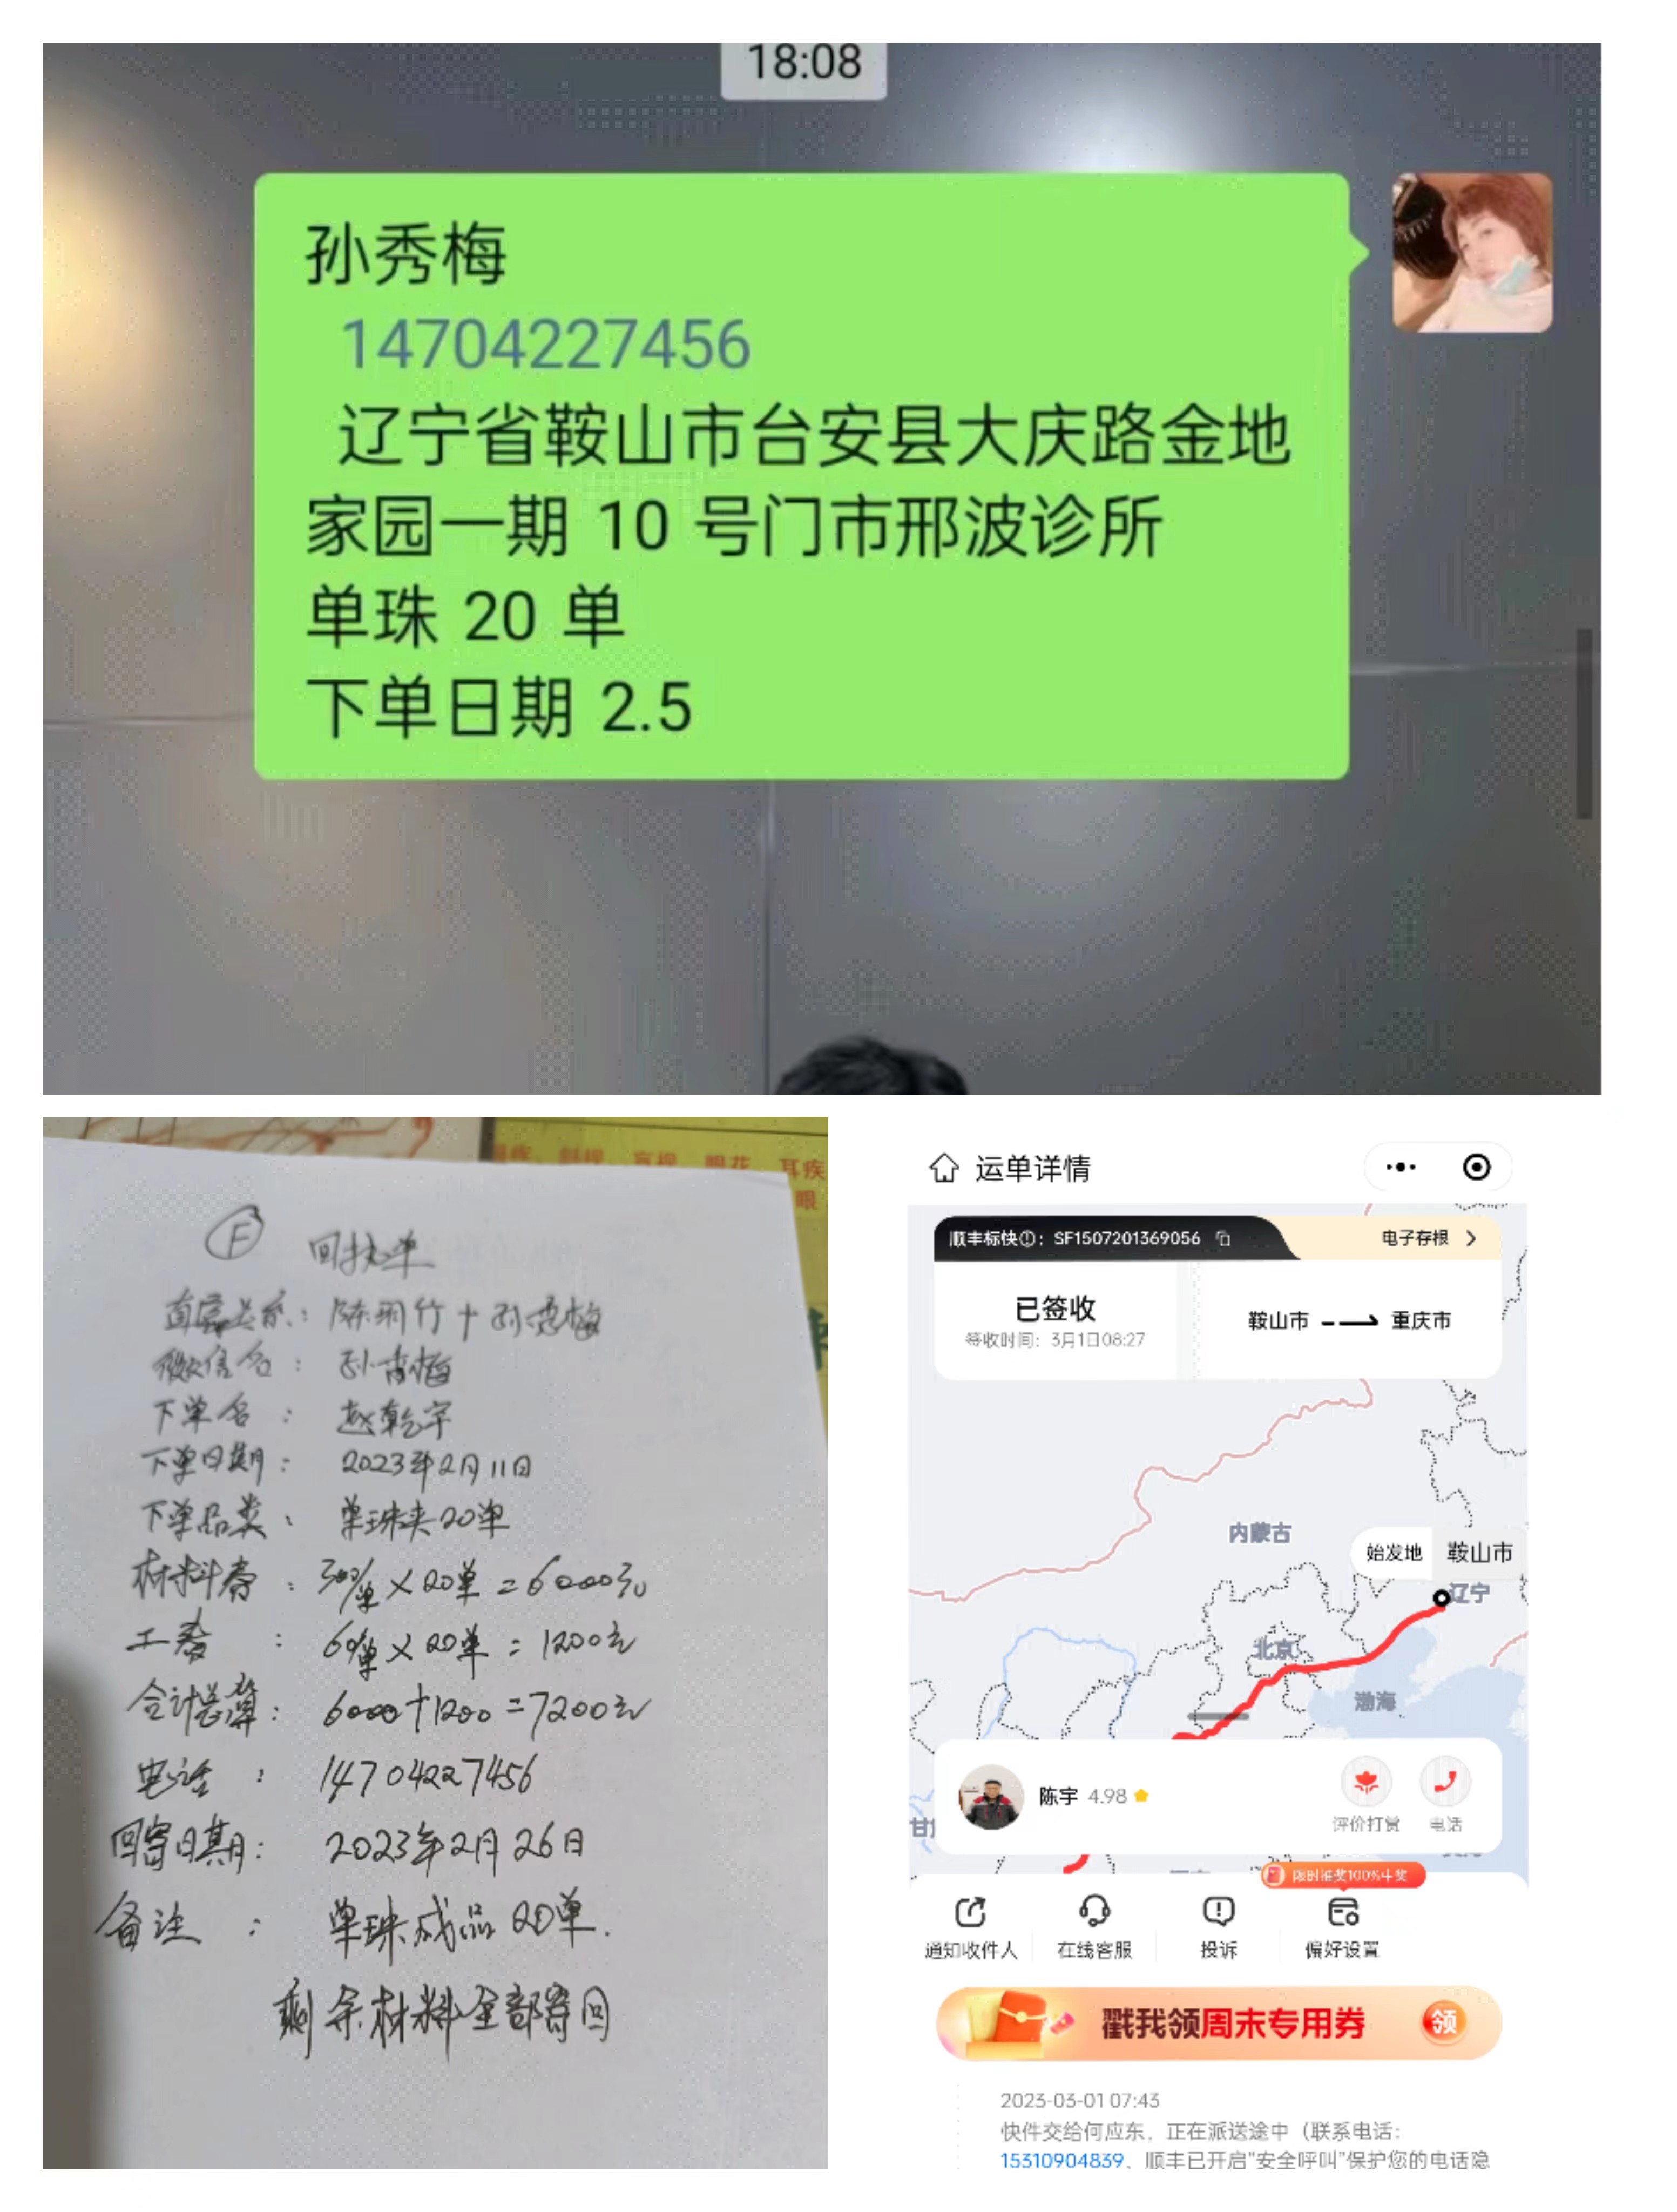 18:08
孙秀梅
14704227456
辽宁省鞍山市台安县大庆路金地
家园一期 10 号门市邢波诊所
单珠 20 单
下单日期 2.5
眼花、耳疾
眼
F
回执单
直寄关系:陈玥竹+孙秀梅
微信名:孙秀梅
下单名:赵乾宇
下单日期:2023年2月11日
下单品类:单珠夹20单
材料费:300/单×20单=6000元
工费:60/单×20单=1200元
合计总算:6000+1200=7200元
电话:14704227456
回寄日期:2023年2月26日
备注:单珠成品20单.
剩余材料全部寄回
运单详情
顺丰标快:SF1507201369056
电子存根
已签收
签收时间:3月1日08:27
鞍山市
重庆市
内蒙古
始发地 鞍山市
辽宁
北京
渤海
陈宇 4.98
评价打赏
电话
限时抽奖100%中奖
通知收件人
在线客服
投诉
偏好设置
戳我领周末专用券
领
2023-03-01 07:43
快件交给何应东,正在派送途中(联系电话:
15310904839、顺丰已开启"安全呼叫"保护您的电话隐